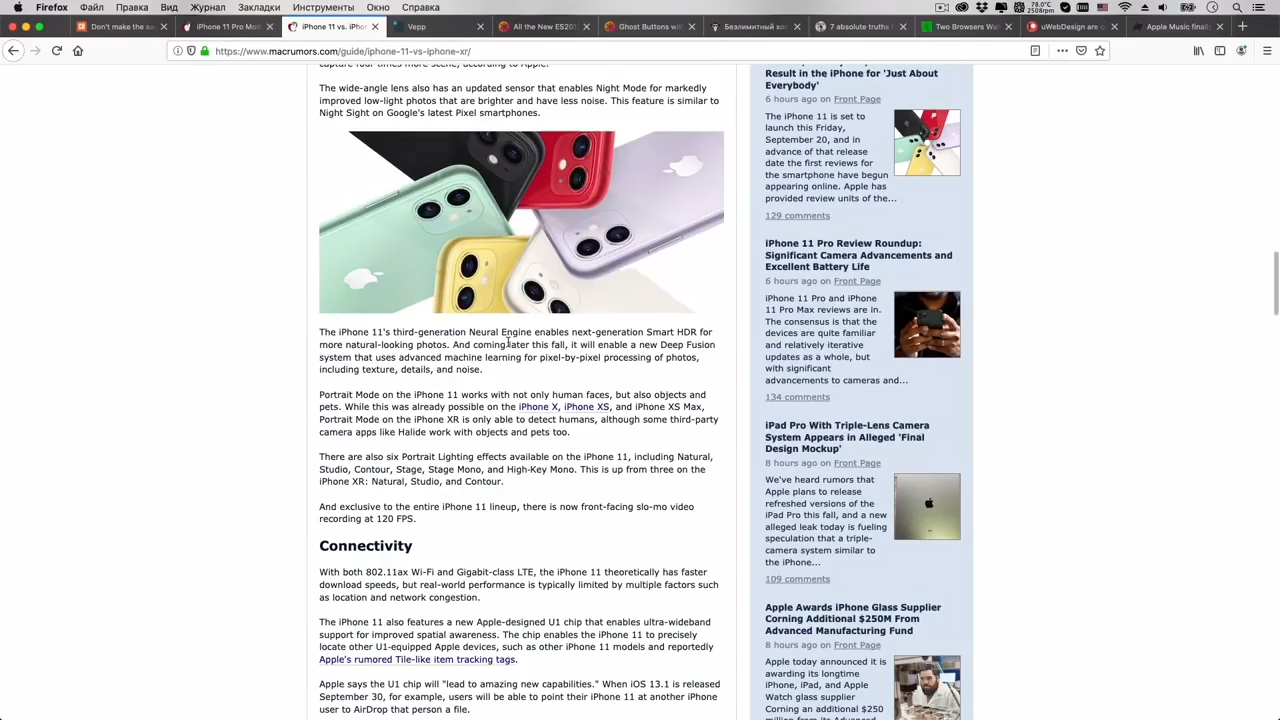 Firefox Файл Правка Вид Журнал Закладки Инструменты Окно Справка
78.0°C
2508rpm
Don't make the sa
iPhone 11 Pro Mod
iPhone 11 vs. iPho
Vepp
All the New ES201
Ghost Buttons wit
Безлимитный хос
7 absolute truths I
Two Browsers Wal
uWebDesign are c
Apple Music finally
https://www.macrumors.com/guide/iphone-11-vs-iphone-xr/
capture four times more scene, according to Apple.
The wide-angle lens also has an updated sensor that enables Night Mode for markedly
improved low-light photos that are brighter and have less noise. This feature is similar to
Night Sight on Google's latest Pixel smartphones.
The iPhone 11's third-generation Neural Engine enables next-generation Smart HDR for
more natural-looking photos. And coming later this fall, it will enable a new Deep Fusion
system that uses advanced machine learning for pixel-by-pixel processing of photos,
including texture, details, and noise.
Portrait Mode on the iPhone 11 works with not only human faces, but also objects and
pets. While this was already possible on the iPhone X, iPhone XS, and iPhone XS Max,
Portrait Mode on the iPhone XR is only able to detect humans, although some third-party
camera apps like Halide work with objects and pets too.
There are also six Portrait Lighting effects available on the iPhone 11, including Natural,
Studio, Contour, Stage, Stage Mono, and High-Key Mono. This is up from three on the
iPhone XR: Natural, Studio, and Contour.
And exclusive to the entire iPhone 11 lineup, there is now front-facing slo-mo video
recording at 120 FPS.
Connectivity
With both 802.11ax Wi-Fi and Gigabit-class LTE, the iPhone 11 theoretically has faster
download speeds, but real-world performance is typically limited by multiple factors such
as location and network congestion.
The iPhone 11 also features a new Apple-designed U1 chip that enables ultra-wideband
support for improved spatial awareness. The chip enables the iPhone 11 to precisely
locate other U1-equipped Apple devices, such as other iPhone 11 models and reportedly
Apple's rumored Tile-like item tracking tags.
Apple says the U1 chip will "lead to amazing new capabilities." When iOS 13.1 is released
September 30, for example, users will be able to point their iPhone 11 at another iPhone
user to AirDrop that person a file.
Result in the iPhone for 'Just About
Everybody'
6 hours ago on Front Page
The iPhone 11 is set to
launch this Friday,
September 20, and in
advance of that release
date the first reviews for
the smartphone have begun
appearing online. Apple has
provided review units of the...
129 comments
iPhone 11 Pro Review Roundup:
Significant Camera Advancements and
Excellent Battery Life
6 hours ago on Front Page
iPhone 11 Pro and iPhone
11 Pro Max reviews are in.
The consensus is that the
devices are quite familiar
and relatively iterative
updates as a whole, but
with significant
advancements to cameras and...
134 comments
iPad Pro With Triple-Lens Camera
System Appears in Alleged 'Final
Design Mockup'
8 hours ago on Front Page
We've heard rumors that
Apple plans to release
refreshed versions of the
iPad Pro this fall, and a new
alleged leak today is fueling
speculation that a triple-
camera system similar to
the iPhone...
109 comments
Apple Awards iPhone Glass Supplier
Corning Additional $250M From
Advanced Manufacturing Fund
8 hours ago on Front Page
Apple today announced it is
awarding its longtime
iPhone, iPad, and Apple
Watch glass supplier
Corning an additional $250
million from its Advanced